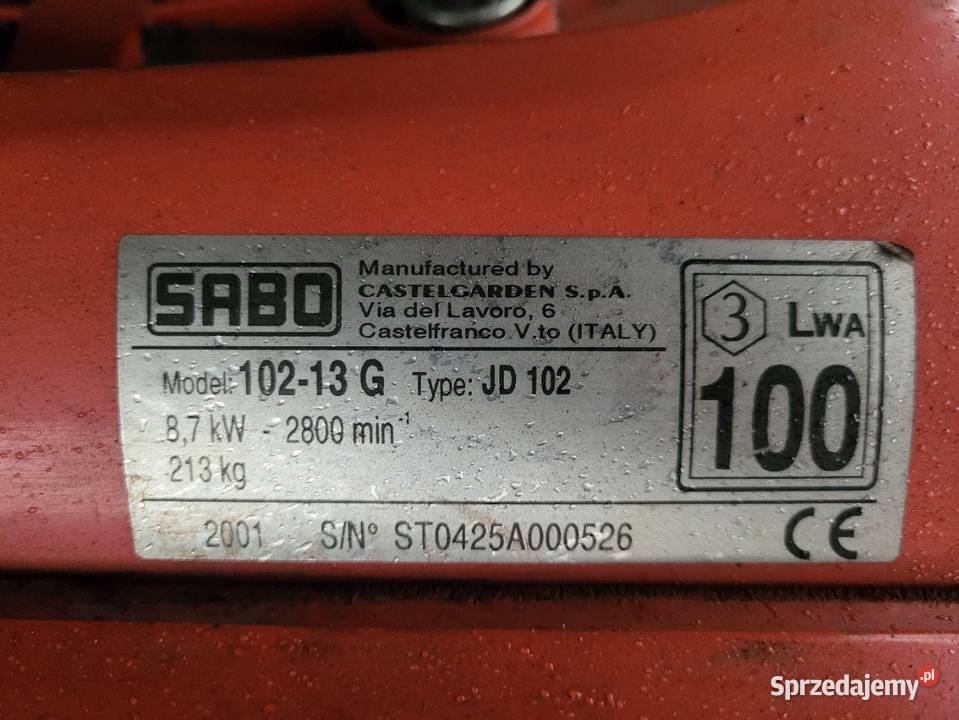 SABO
Manufactured by
CASTELGARDEN S.p.A.
Via del Lavoro, 6
Castelfranco V.to (ITALY)
3 LWA
100
Model: 102-13 G Type: JD 102
8,7 kW - 2800 min-1
213 kg
2001 S/N° ST0425A000526
CE
Sprzedajemy.pl